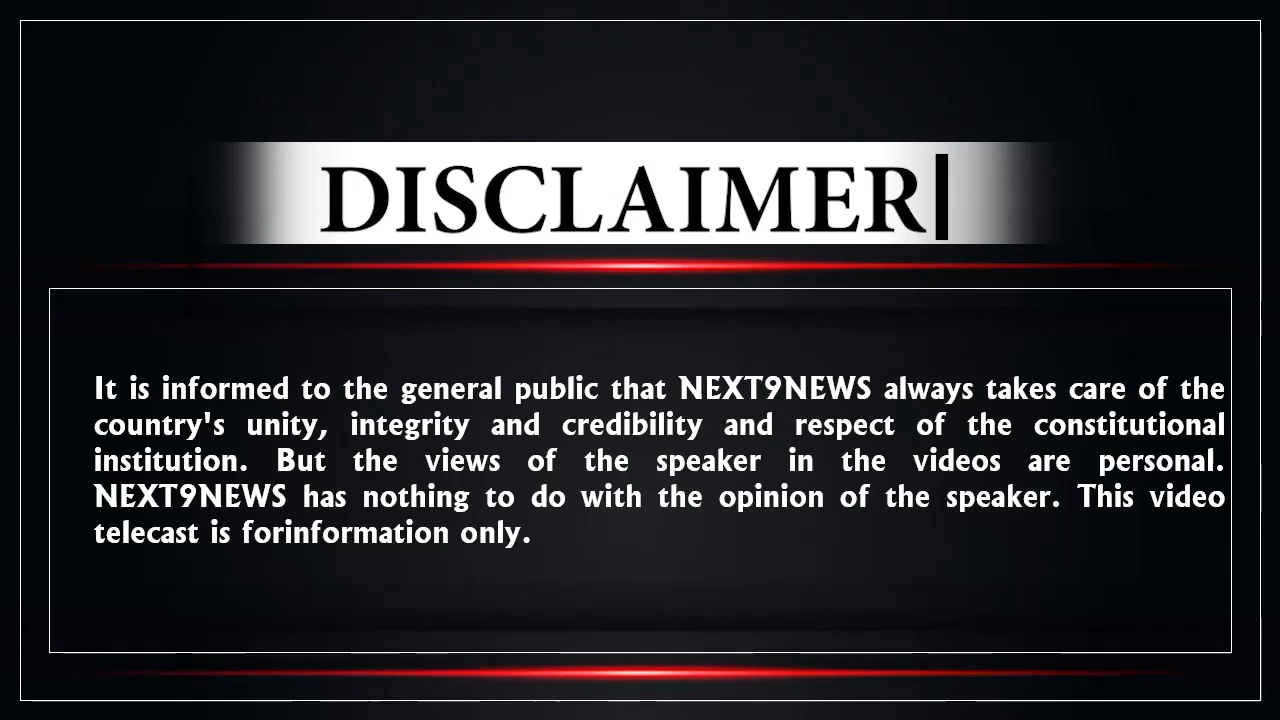 DISCLAIMER
It is informed to the general public that NEXT9NEWS always takes care of the
country's unity, integrity and credibility and respect of the constitutional
institution. But the views of the speaker in the videos are personal.
NEXT9NEWS has nothing to do with the opinion of the speaker. This video
telecast is forinformation only.